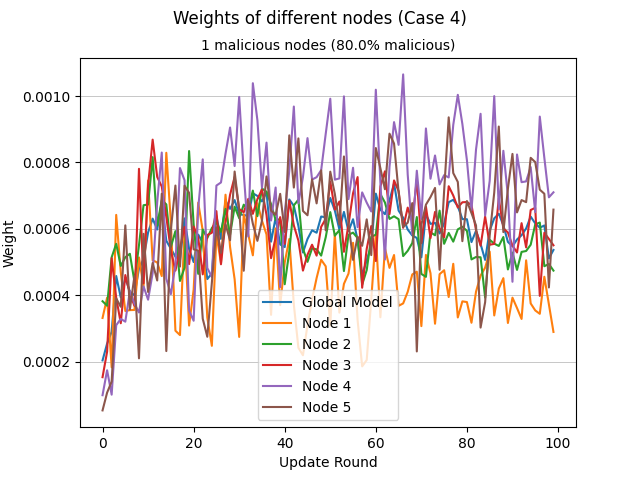 Weights of different nodes (Case 4)
1 malicious nodes (80.0% malicious)
0.0010
0.0008
0.0006
0.0004
0.0002
Weight
Global Model
Node 1
Node 2
Node 3
Node 4
Node 5
0 20 40 60 80 100
Update Round